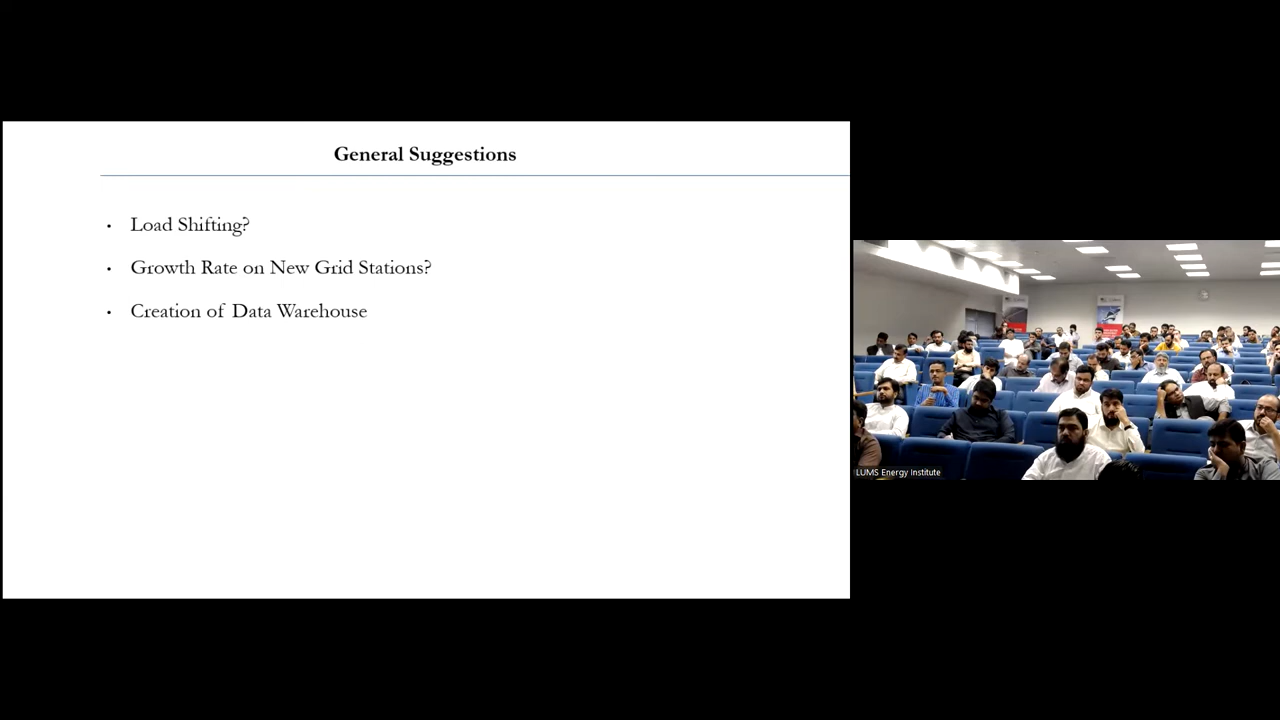 General Suggestions
• Load Shifting?
• Growth Rate on New Grid Stations?
• Creation of Data Warehouse
LUMS Energy Institute